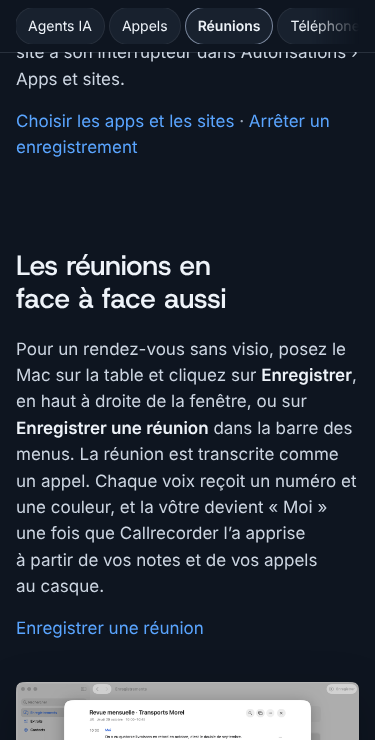 Agents IA
Appels
Réunions
Téléphone
site a son interrupteur dans Autorisations ›
Apps et sites.
Choisir les apps et les sites · Arrêter un
enregistrement
Les réunions en
face à face aussi
Pour un rendez-vous sans visio, posez le
Mac sur la table et cliquez sur Enregistrer,
en haut à droite de la fenêtre, ou sur
Enregistrer une réunion dans la barre des
menus. La réunion est transcrite comme
un appel. Chaque voix reçoit un numéro et
une couleur, et la vôtre devient « Moi »
une fois que Callrecorder l’a apprise
à partir de vos notes et de vos appels
au casque.
Enregistrer une réunion
Revue mensuelle · Transports Morel